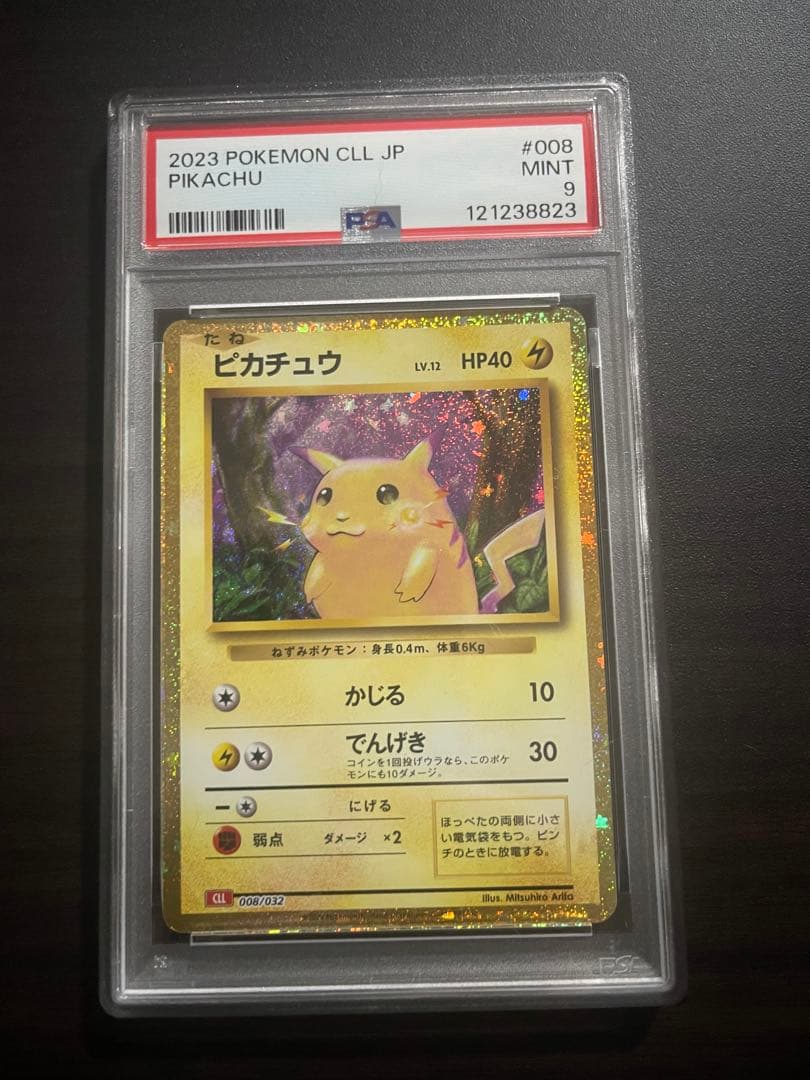 2023 POKEMON CLL JP #008
PIKACHU MINT
9
PSA 121238823
たね
ピカチュウ LV.12 HP40
ねずみポケモン：身長0.4m、体重6Kg
かじる 10
でんげき 30
コインを1回投げウラなら、このポケ
モンにも10ダメージ。
にげる
弱点 ダメージ ×2
ほっぺたの両側に小さ
い電気袋をもつ。ピン
チのときに放電する。
CLL 008/032 Illus. Mitsuhiro Arita
PSA